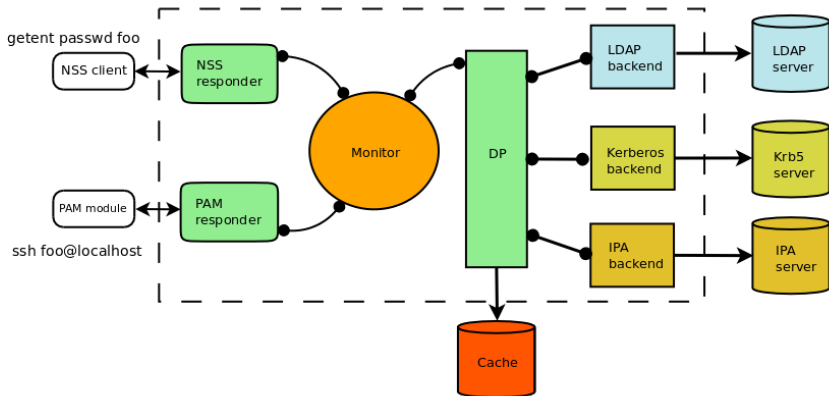 getent passwd foo
NSS client
NSS
responder
Monitor
DP
LDAP
backend
LDAP
server
Kerberos
backend
Krb5
server
PAM module
PAM
responder
ssh foo@localhost
IPA
backend
IPA
server
Cache